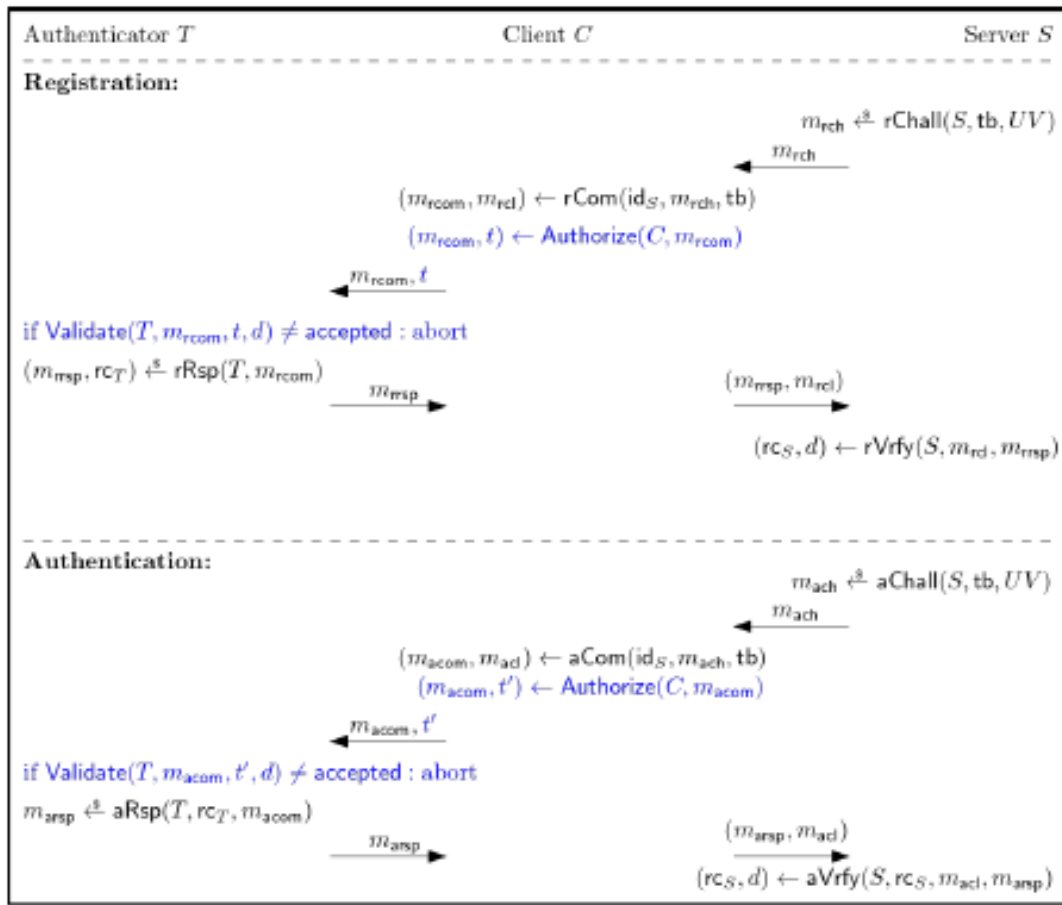 Authenticator T Client C Server S
Registration:
m_rch ←$ rChall(S, tb, UV)
m_rch
(m_rcom, m_rcl) ← rCom(id_S, m_rch, tb)
(m_rcom, t) ← Authorize(C, m_rcom)
m_rcom, t
if Validate(T, m_rcom, t, d) ≠ accepted : abort
(m_rrsp, rc_T) ←$ rRsp(T, m_rcom)
m_rrsp (m_rrsp, m_rcl)
(rc_S, d) ← rVrfy(S, m_rcl, m_rrsp)
Authentication:
m_ach ←$ aChall(S, tb, UV)
m_ach
(m_acom, m_acl) ← aCom(id_S, m_ach, tb)
(m_acom, t′) ← Authorize(C, m_acom)
m_acom, t′
if Validate(T, m_acom, t′, d) ≠ accepted : abort
m_arsp ←$ aRsp(T, rc_T, m_acom)
m_arsp (m_arsp, m_acl)
(rc_S, d) ← aVrfy(S, rc_S, m_acl, m_arsp)